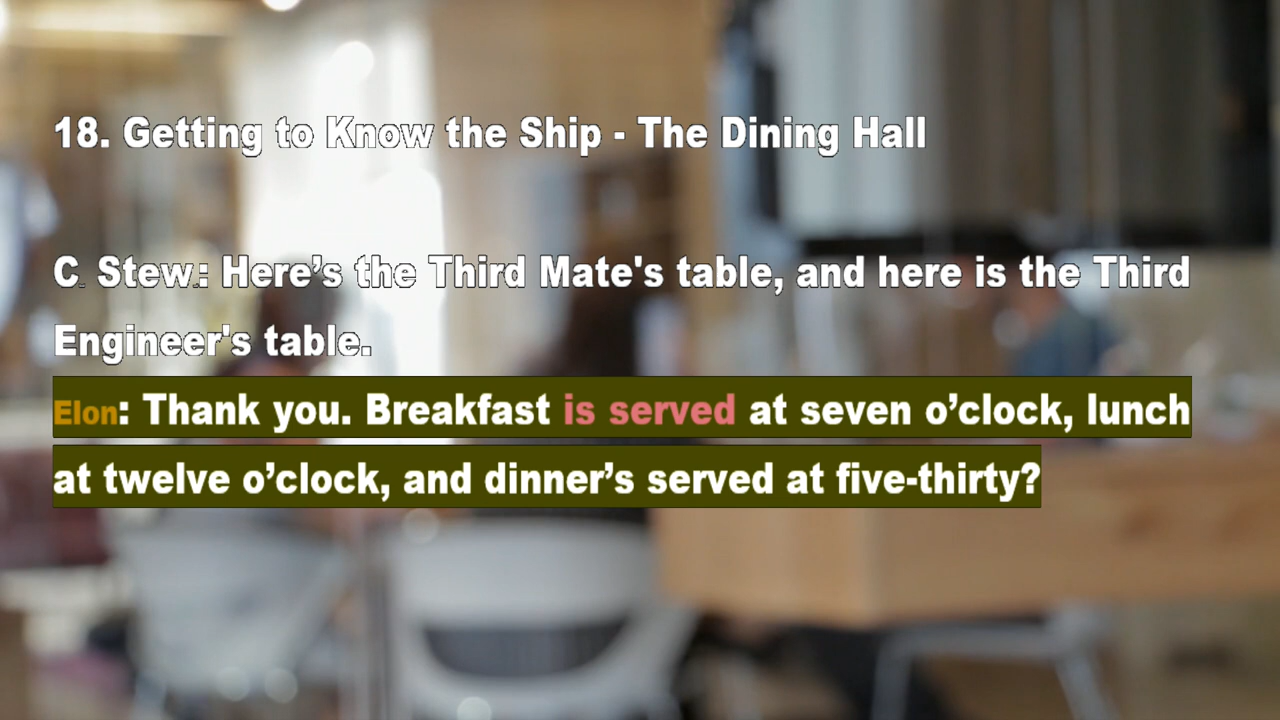 18. Getting to Know the Ship - The Dining Hall
C. Stew.: Here’s the Third Mate's table, and here is the Third
Engineer's table.
Elon: Thank you. Breakfast is served at seven o’clock, lunch
at twelve o’clock, and dinner’s served at five-thirty?